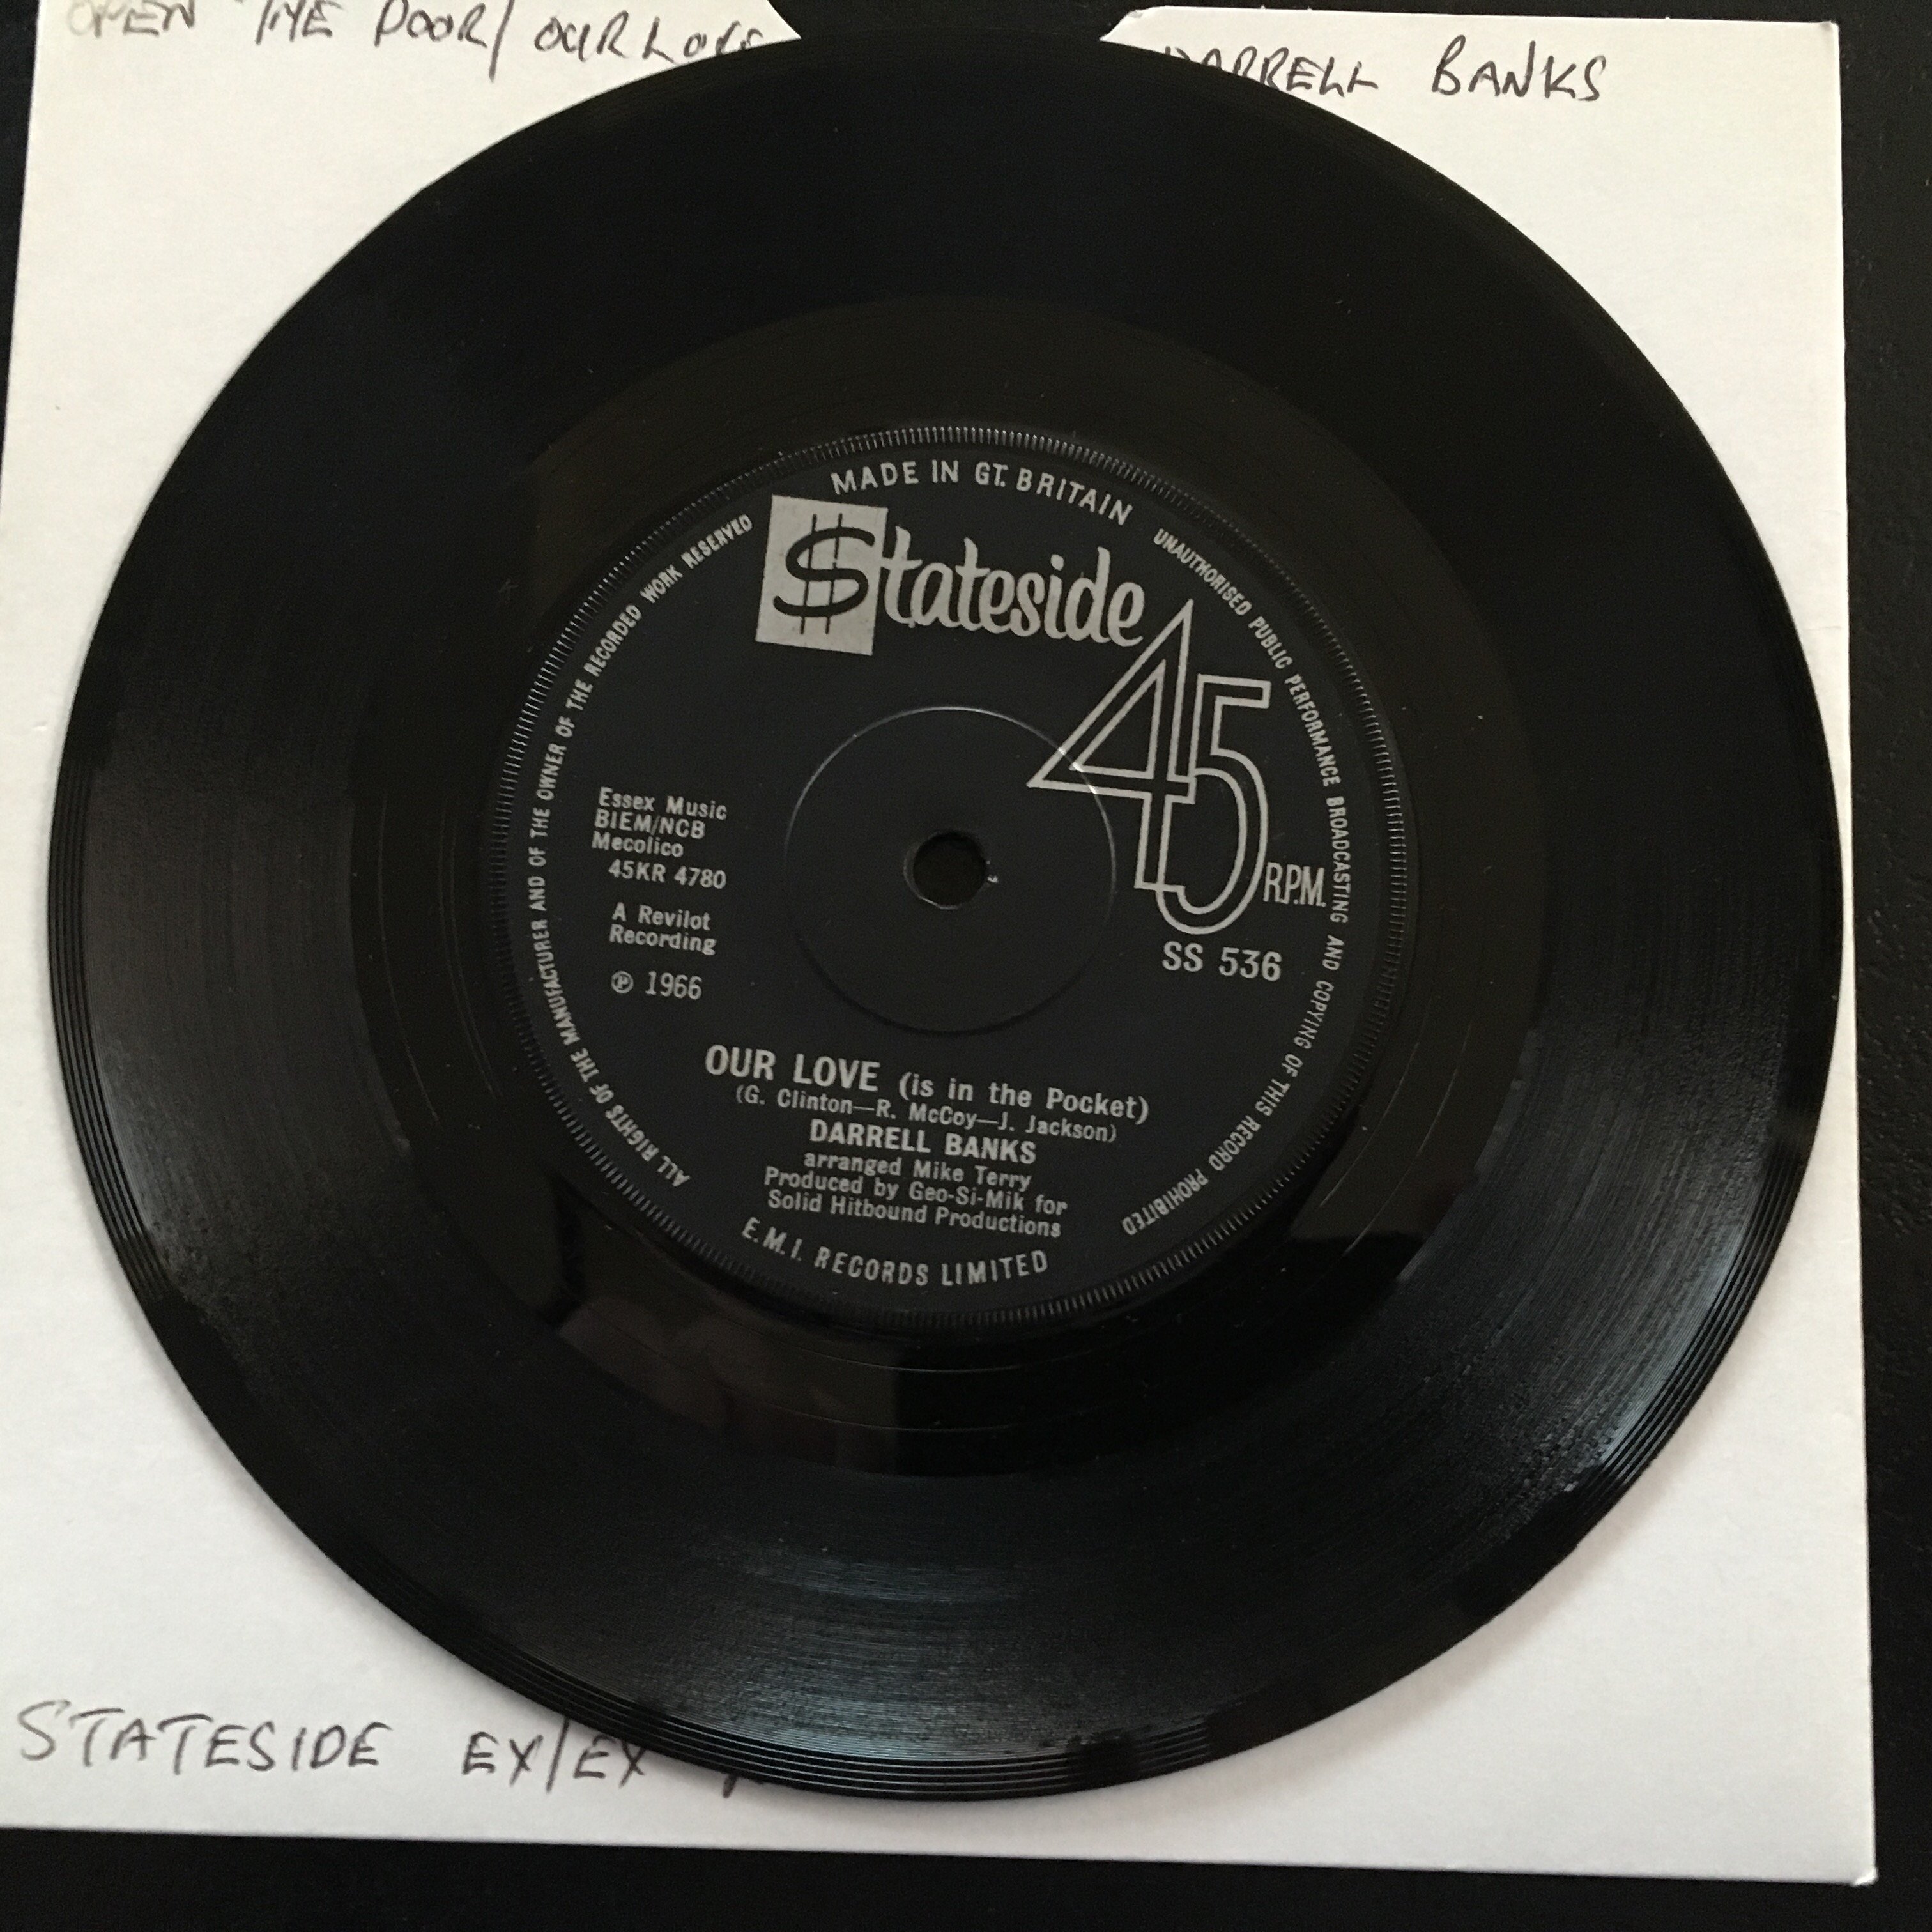 OPEN THE DOOR/ OUR LOVE
DARRELL BANKS
MADE IN GT. BRITAIN
UNAUTHORISED PUBLIC PERFORMANCE BROADCASTING AND COPYING OF THIS RECORD PROHIBITED
ALL RIGHTS OF THE MANUFACTURER AND OF THE OWNER OF THE RECORDED WORK RESERVED
$tateside
45 R.P.M.
Essex Music
BIEM/NCB
Mecolico
45KR 4780
A Revilot
Recording
℗ 1966
SS 536
OUR LOVE (is in the Pocket)
(G. Clinton—R. McCoy—J. Jackson)
DARRELL BANKS
arranged Mike Terry
Produced by Geo-Si-Mik for
Solid Hitbound Productions
E.M.I. RECORDS LIMITED
STATESIDE EX/EX